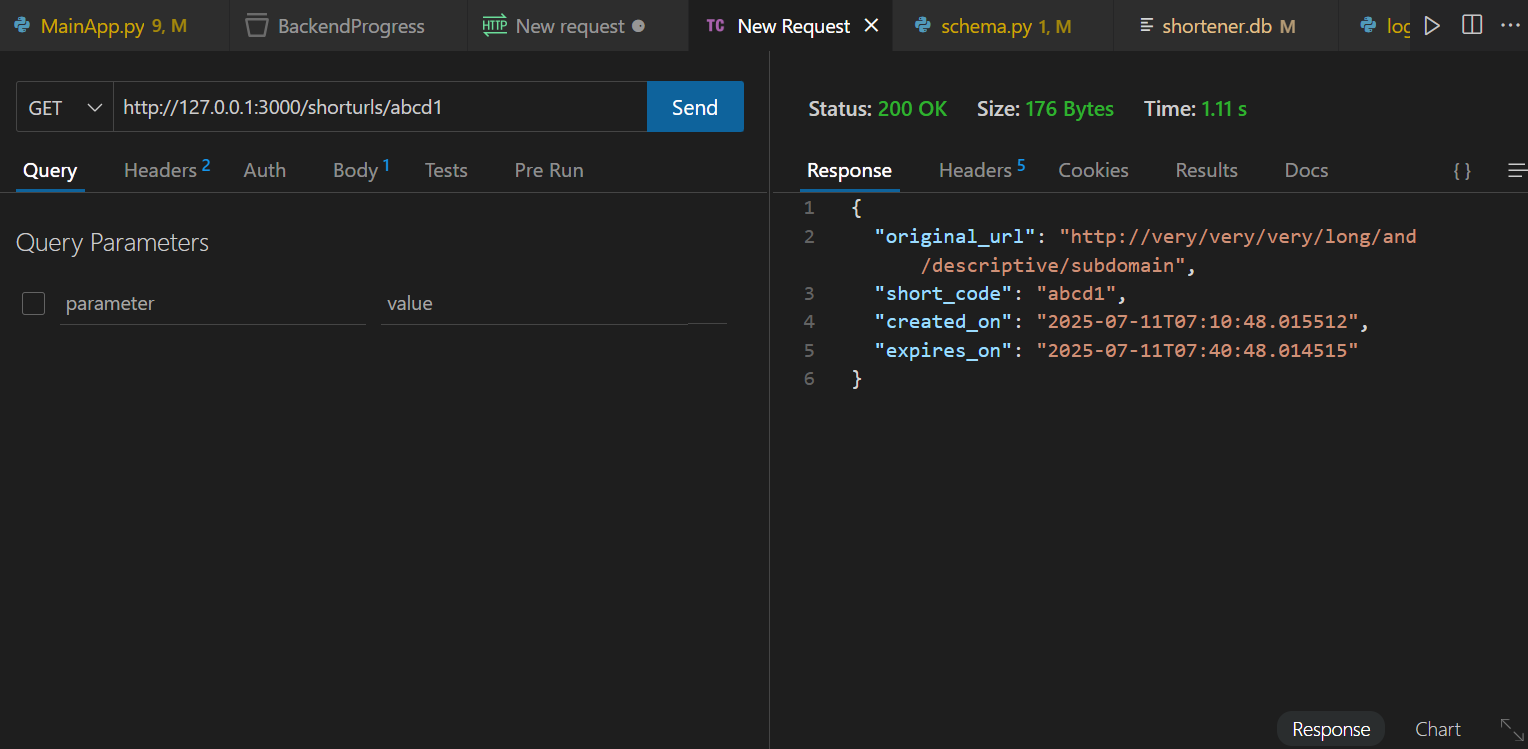 MainApp.py 9, M BackendProgress New request TC New Request schema.py 1, M shortener.db M log
GET http://127.0.0.1:3000/shorturls/abcd1 Send
Status: 200 OK Size: 176 Bytes Time: 1.11 s
Query Headers 2 Auth Body 1 Tests Pre Run
Response Headers 5 Cookies Results Docs { }
Query Parameters
parameter value
1 {
2 "original_url": "http://very/very/very/long/and
/descriptive/subdomain",
3 "short_code": "abcd1",
4 "created_on": "2025-07-11T07:10:48.015512",
5 "expires_on": "2025-07-11T07:40:48.014515"
6 }
Response Chart